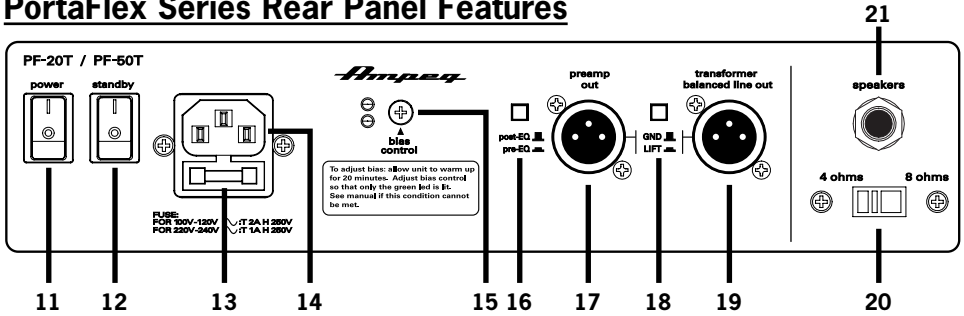 PortaFlex Series Rear Panel Features
21
PF-20T / PF-50T
power
standby
Ampeg
bias
control
To adjust bias: allow unit to warm up
for 20 minutes. Adjust bias control
so that only the green led is lit.
See manual if this condition cannot
be met.
FUSE:
FOR 100V-120V :T 2A H 250V
FOR 220V-240V :T 1A H 250V
post-EQ
pre-EQ
preamp
out
GND
LIFT
transformer
balanced line out
speakers
4 ohms
8 ohms
11
12
13
14
15
16
17
18
19
20